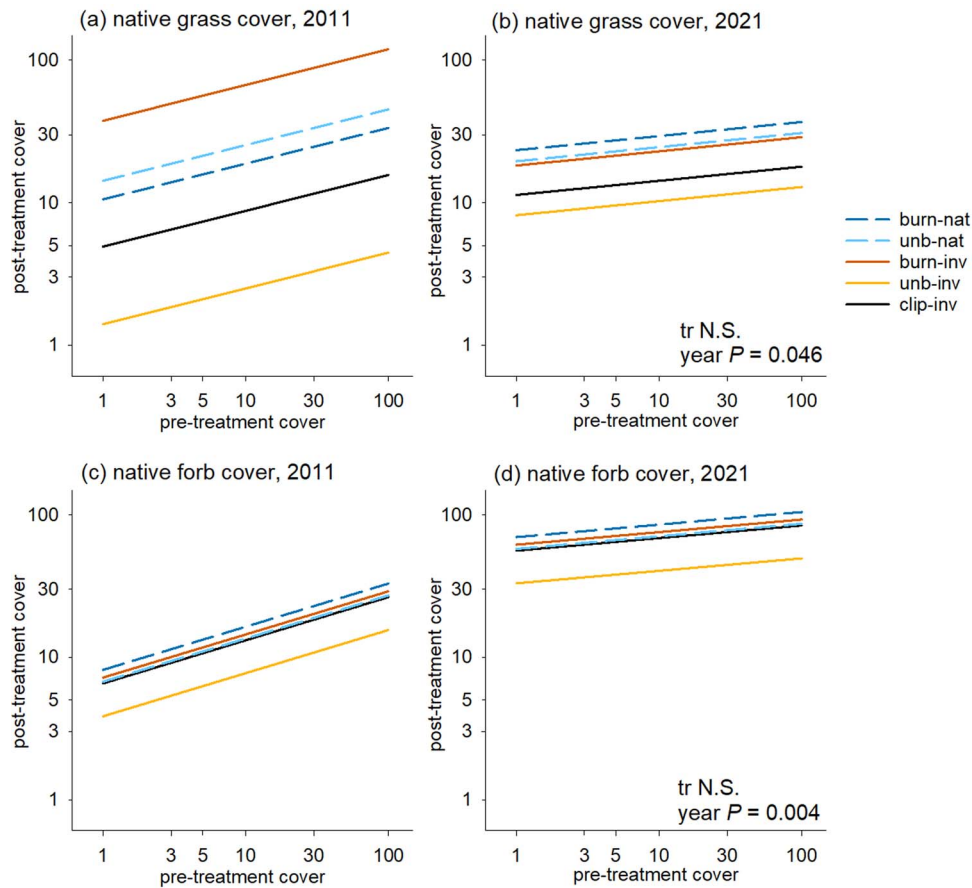 (a) native grass cover, 2011
post-treatment cover
100
30
10
5
3
1
1 3 5 10 30 100
pre-treatment cover
(b) native grass cover, 2021
post-treatment cover
100
30
10
5
3
1
tr N.S.
year P = 0.046
1 3 5 10 30 100
pre-treatment cover
burn-nat
unb-nat
burn-inv
unb-inv
clip-inv
(c) native forb cover, 2011
post-treatment cover
100
30
10
5
3
1
1 3 5 10 30 100
pre-treatment cover
(d) native forb cover, 2021
post-treatment cover
100
30
10
5
3
1
tr N.S.
year P = 0.004
1 3 5 10 30 100
pre-treatment cover